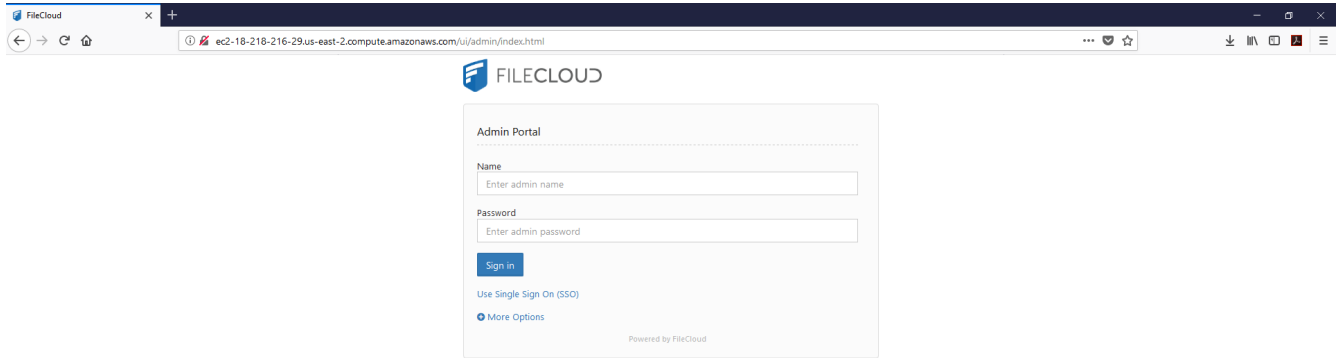 FileCloud
ec2-18-218-216-29.us-east-2.compute.amazonaws.com/ui/admin/index.html
FILECLOUD
Admin Portal
Name
Enter admin name
Password
Enter admin password
Sign in
Use Single Sign On (SSO)
More Options
Powered by FileCloud